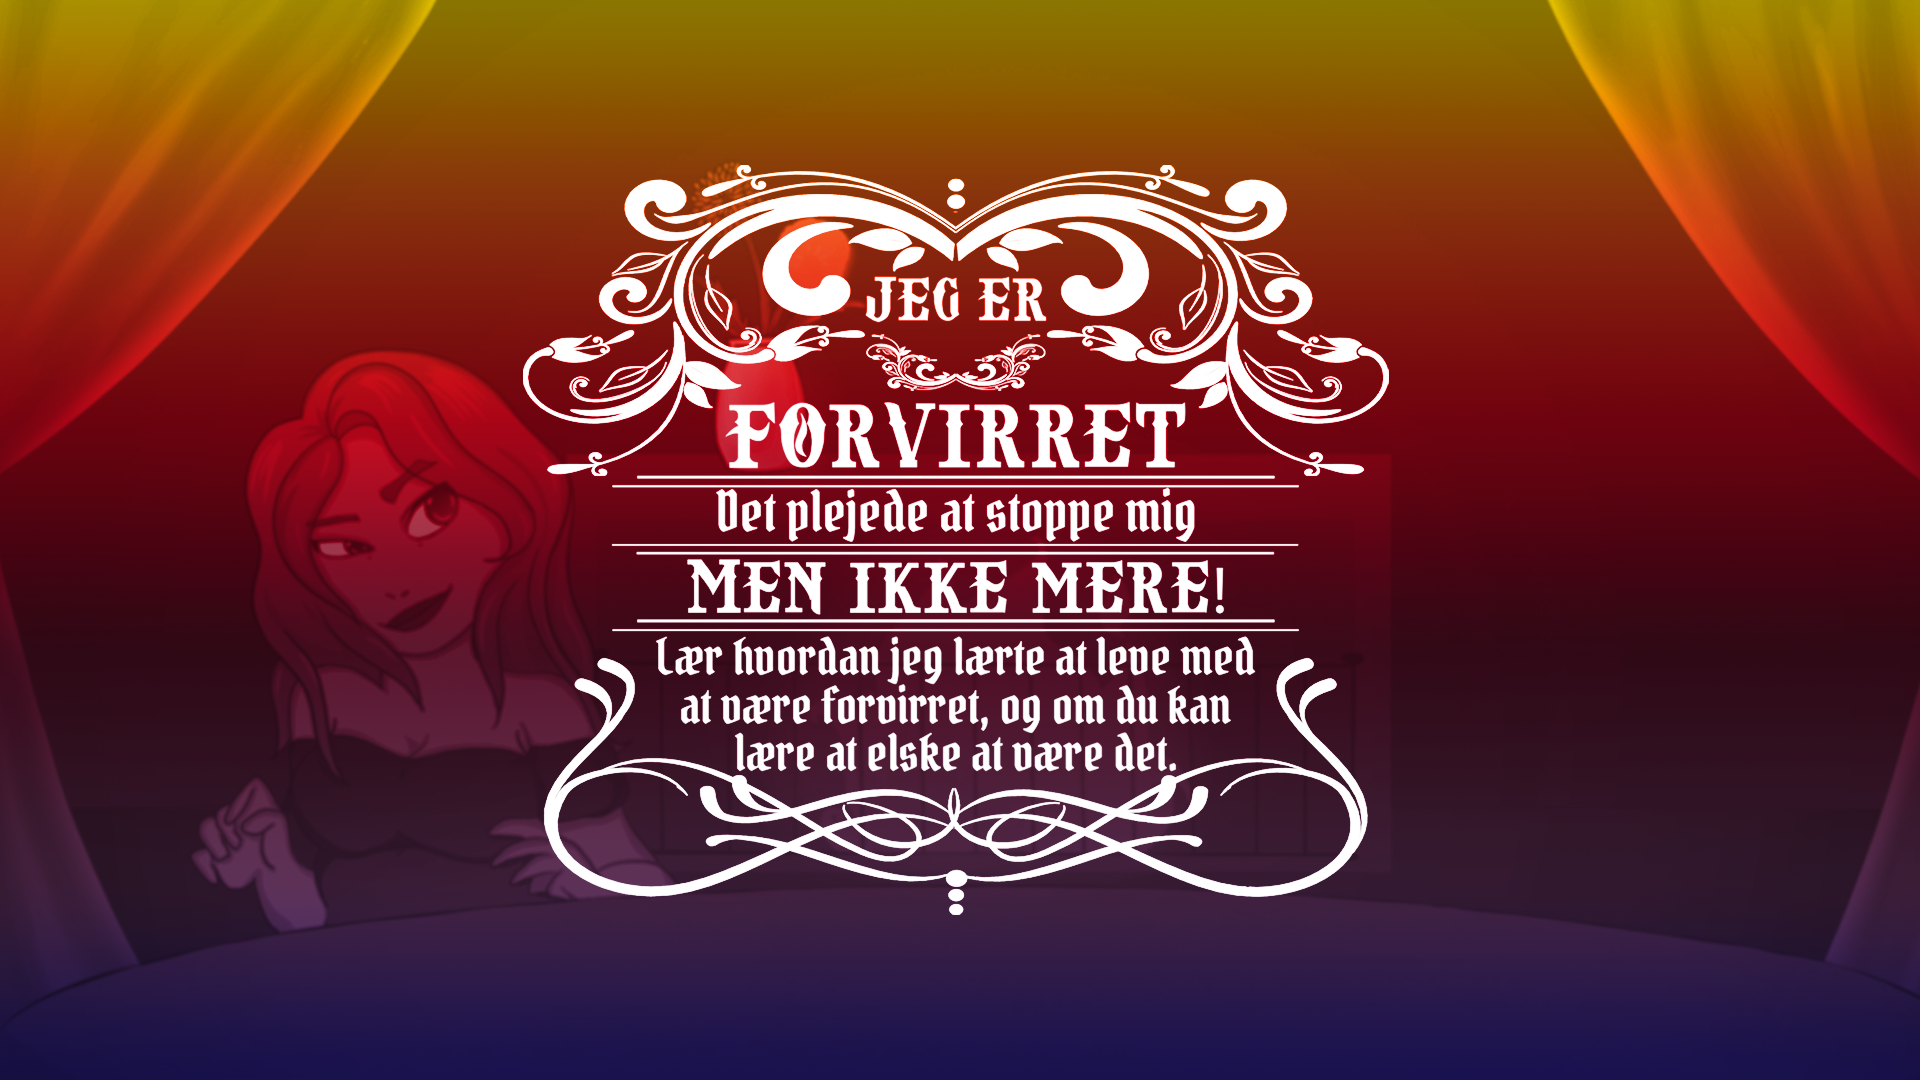 JEG ER
FORVIRRET
Det plejede at stoppe mig
MEN IKKE MERE!
Lær hvordan jeg lærte at leve med
at være forvirret, og om du kan
lære at elske at være det.